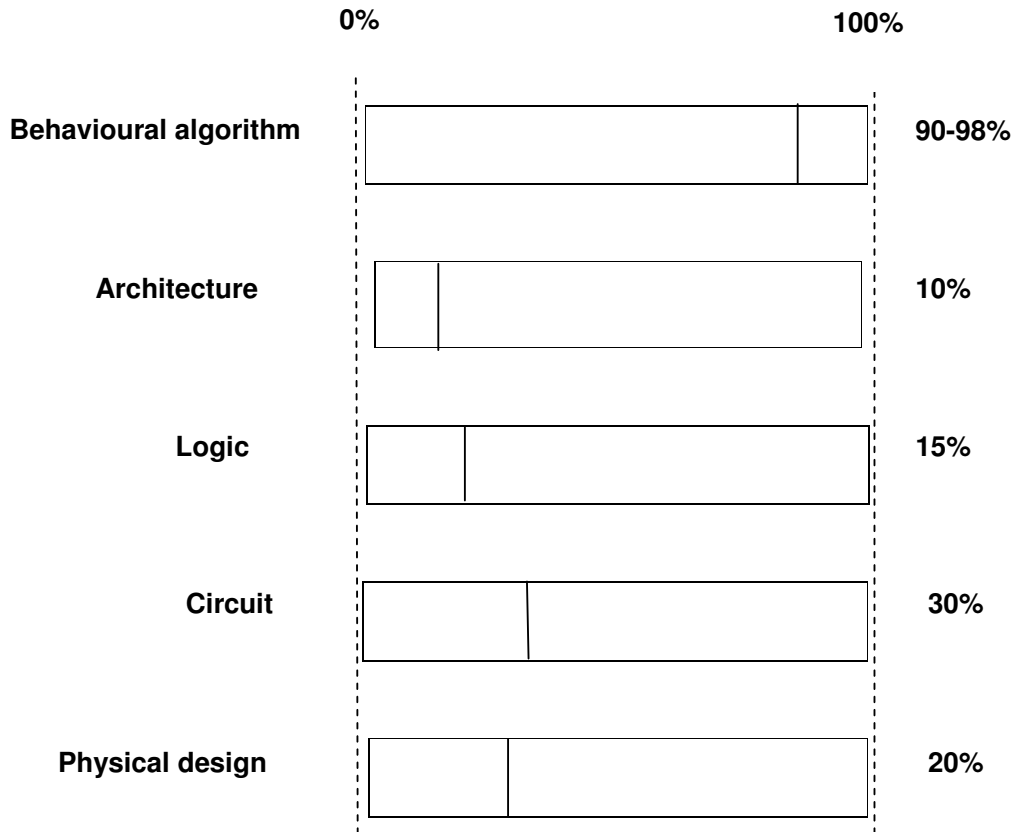 0% 100%
Behavioural algorithm 90-98%
Architecture 10%
Logic 15%
Circuit 30%
Physical design 20%